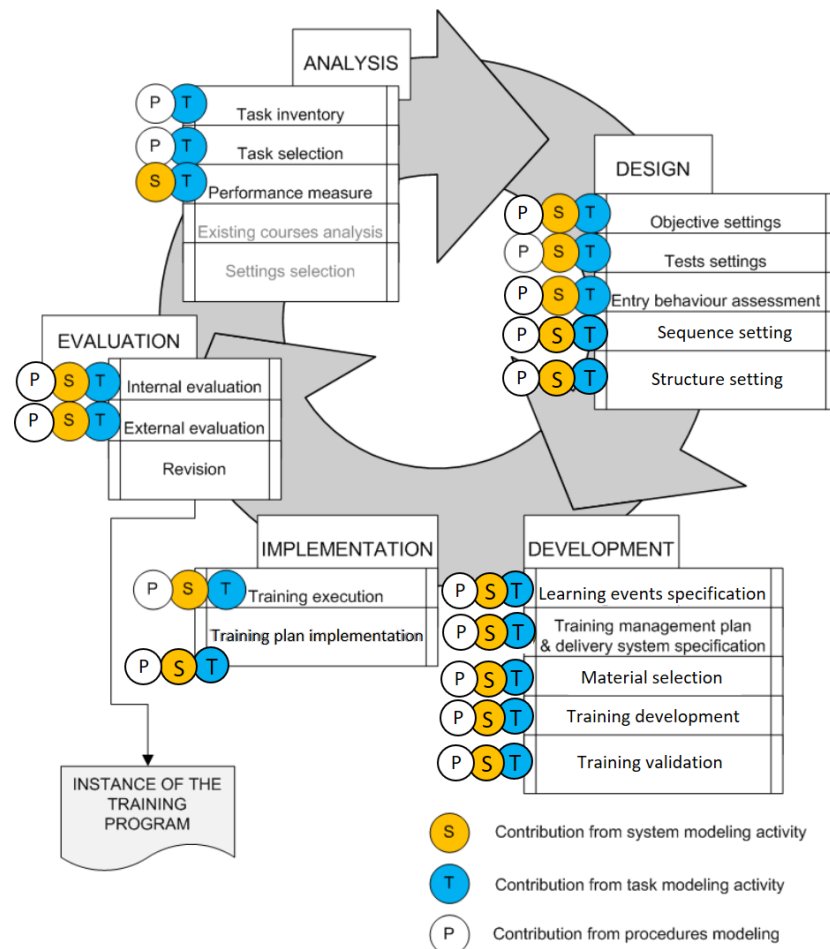 ANALYSIS
P T Task inventory
P T Task selection
S T Performance measure
Existing courses analysis
Settings selection
DESIGN
P S T Objective settings
P S T Tests settings
P S T Entry behaviour assessment
P S T Sequence setting
P S T Structure setting
EVALUATION
P S T Internal evaluation
P S T External evaluation
Revision
IMPLEMENTATION
P S T Training execution
Training plan implementation
P S T
DEVELOPMENT
P S T Learning events specification
P S T Training management plan
& delivery system specification
P S T Material selection
P S T Training development
P S T Training validation
INSTANCE OF THE
TRAINING
PROGRAM
S Contribution from system modeling activity
T Contribution from task modeling activity
P Contribution from procedures modeling